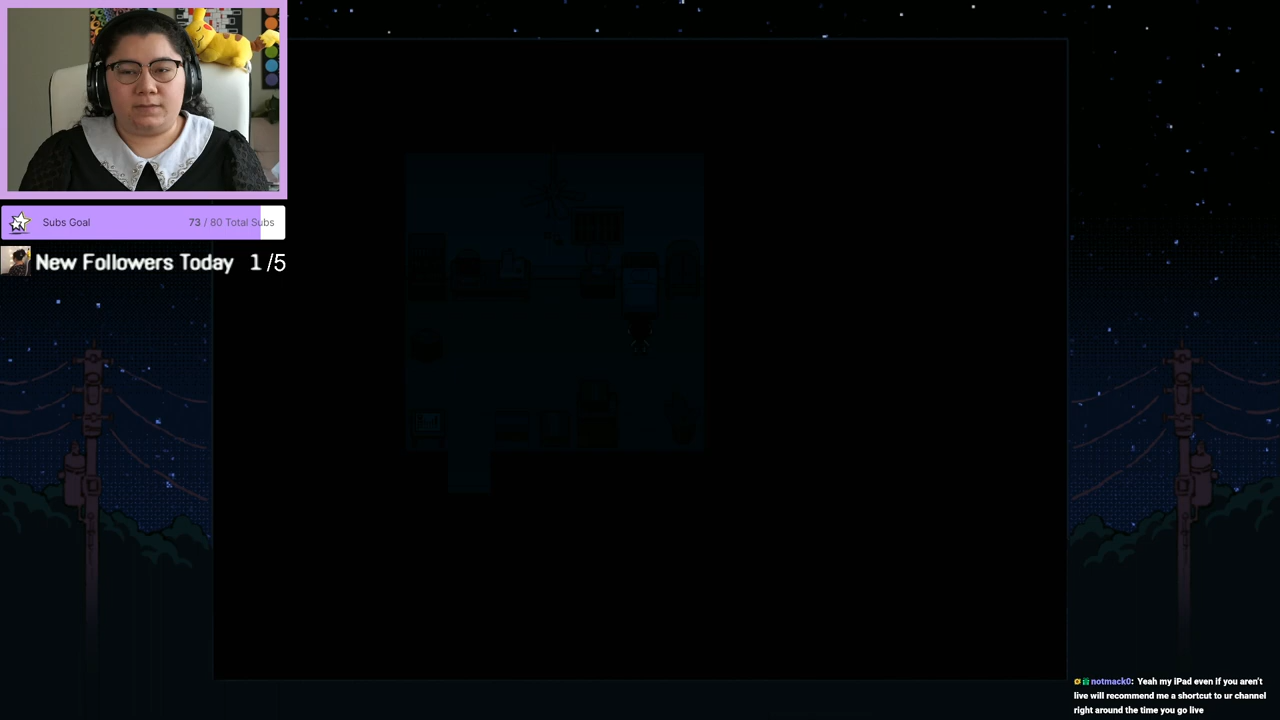 Subs Goal 73 / 80 Total Subs
New Followers Today 1 /5
notmack0: Yeah my iPad even if you aren't
live will recommend me a shortcut to ur channel
right around the time you go live